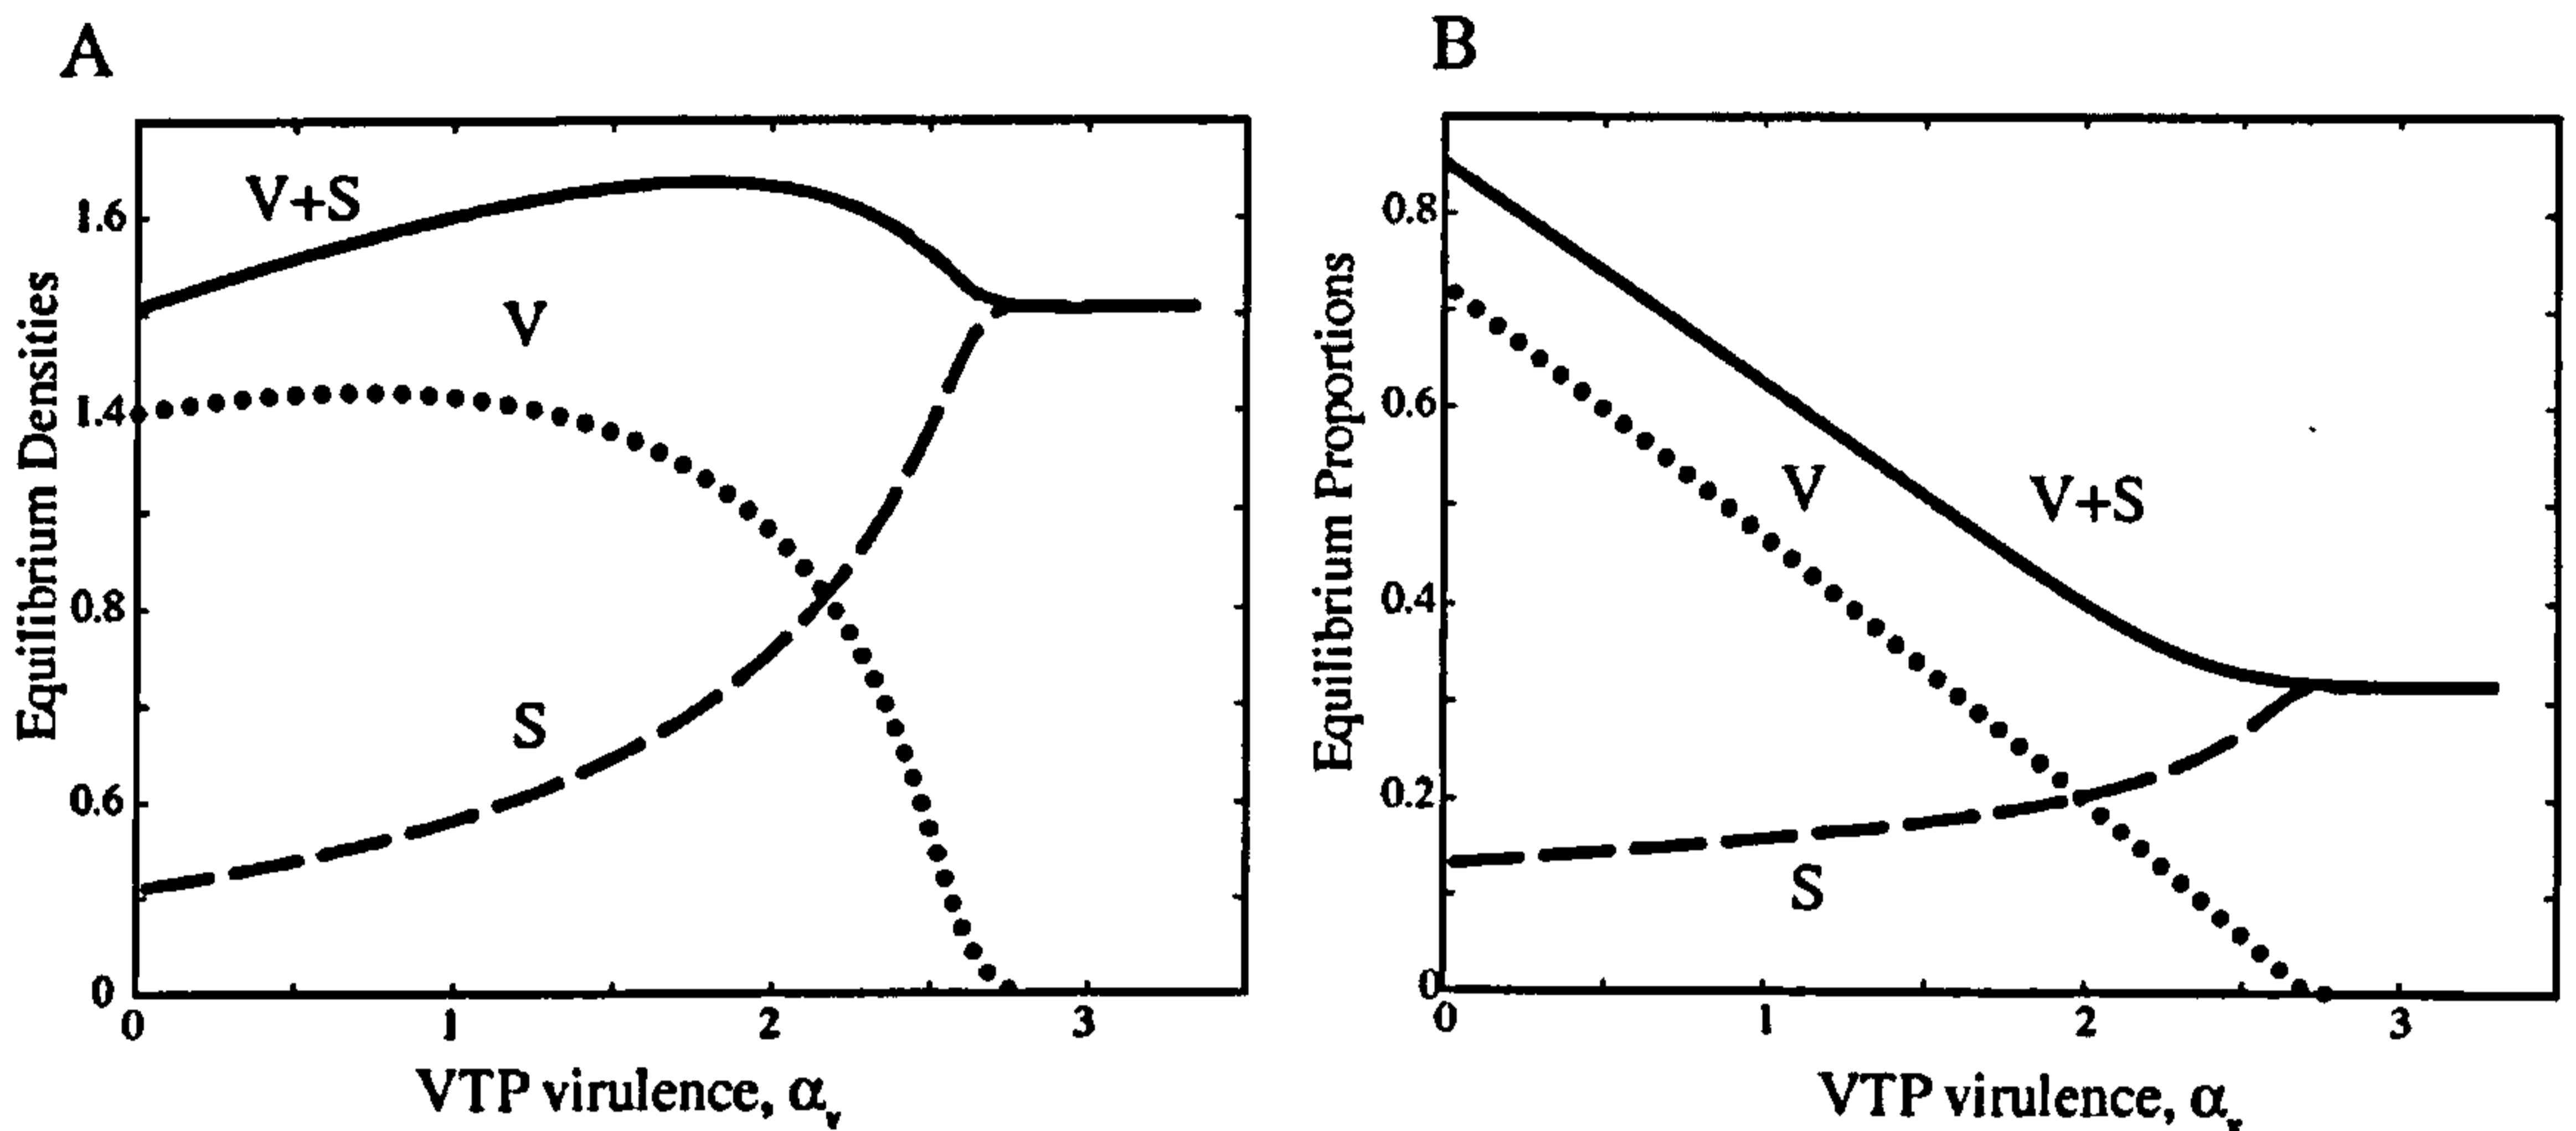 A
V+S
V
S
1.6
1.4
0.8
0.6
0
0
1
2
3
Equilibrium Densities
VTP virulence, αv
B
V
V+S
S
0.8
0.6
0.4
0.2
0
0
1
2
3
Equilibrium Proportions
VTP virulence, αv